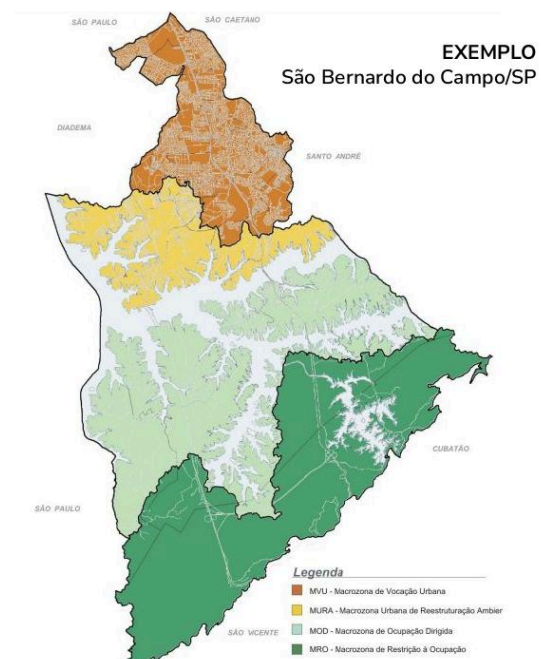 SÃO PAULO
SÃO CAETANO
EXEMPLO
São Bernardo do Campo/SP
DIADEMA
SANTO ANDRÉ
CUBATÃO
SÃO PAULO
SÃO VICENTE
Legenda
MVU - Macrozona de Vocação Urbana
MURA - Macrozona Urbana de Reestruturação Ambier
MOD - Macrozona de Ocupação Dirigida
MRO - Macrozona de Restrição à Ocupação